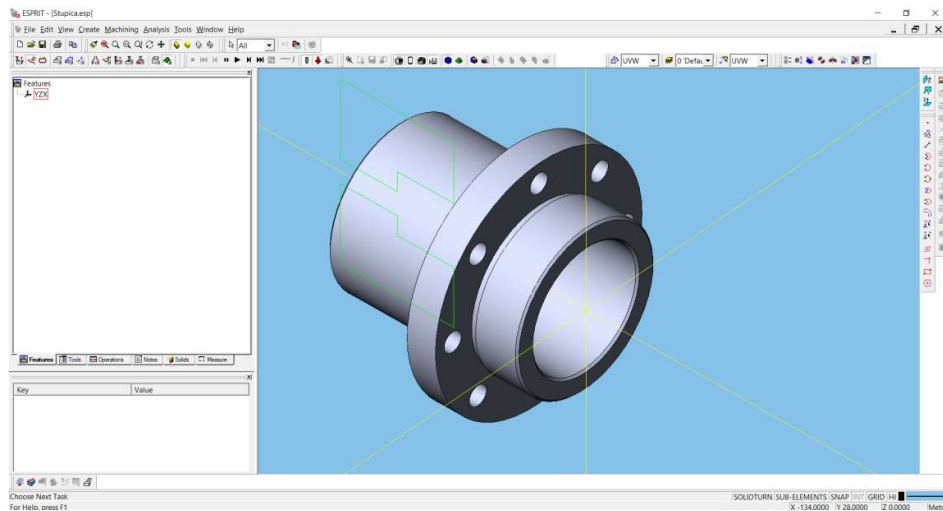 ESPRIT - [Stupica.esp]
File Edit View Create Machining Analysis Tools Window Help
All
UVW
0 'Defau
UVW
Features
YZX
Features Tools Operations Notes Solids Measure
Key Value
Choose Next Task
SOLIDTURN SUB-ELEMENTS SNAP INT GRID HI
For Help, press F1
X -134.0000 Y 28.0000 Z 0.0000 Metr